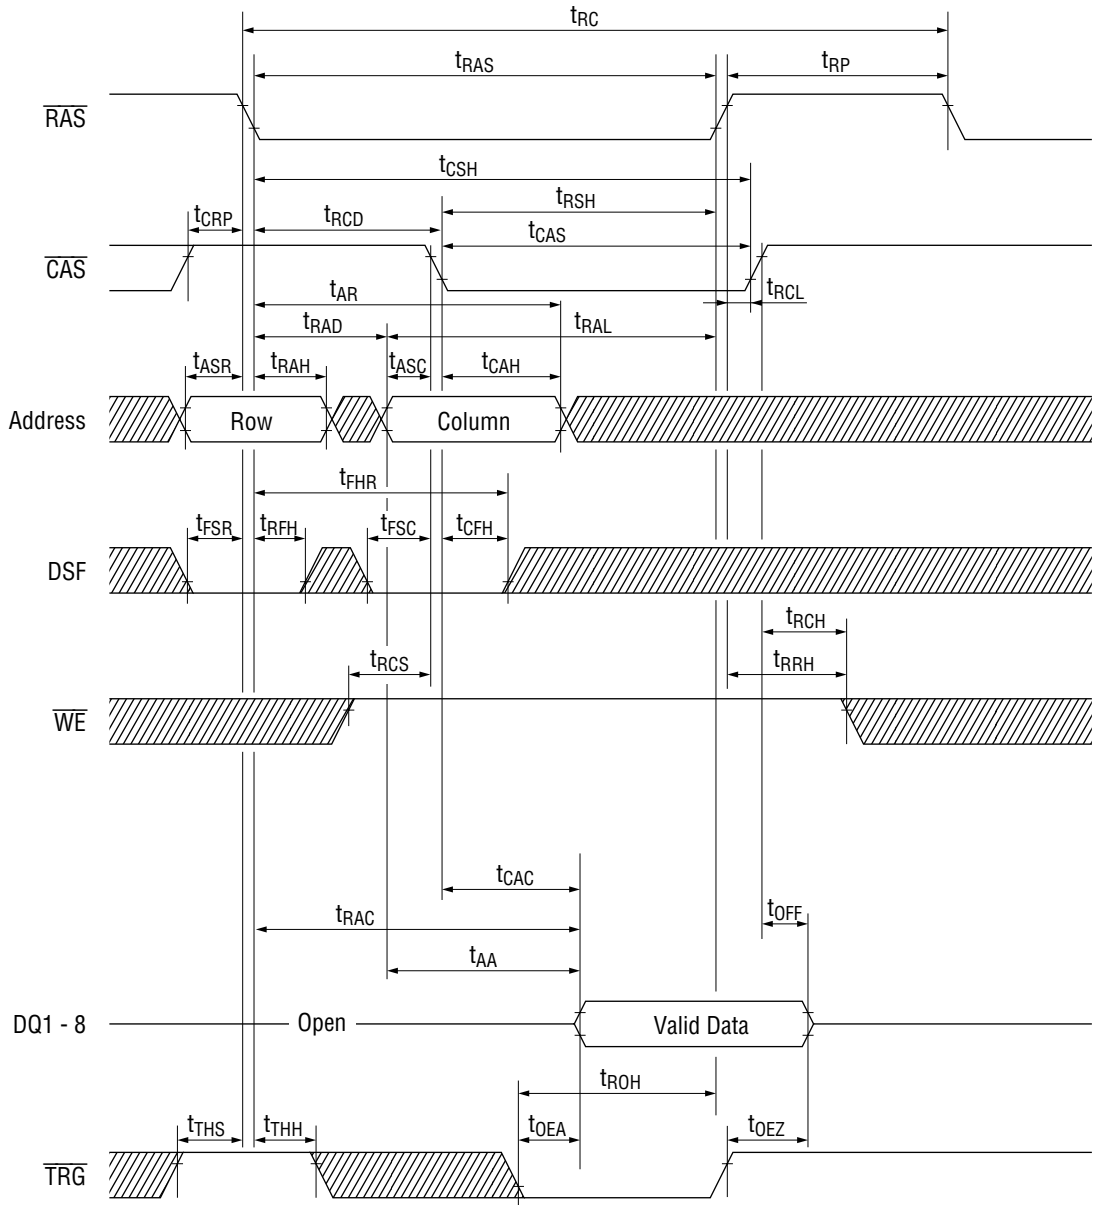 tRC
tRAS tRP
RAS
tCSH
tRSH
tCRP tRCD
tCAS
CAS
tRCL
tAR
tRAD tRAL
tASR tRAH tASC tCAH
Address Row Column
tFHR
tFSR tRFH tFSC tCFH
DSF
tRCH
tRCS tRRH
WE
tCAC
tOFF
tRAC
tAA
DQ1 - 8 Open Valid Data
tROH
tTHS tTHH tOEA tOEZ
TRG